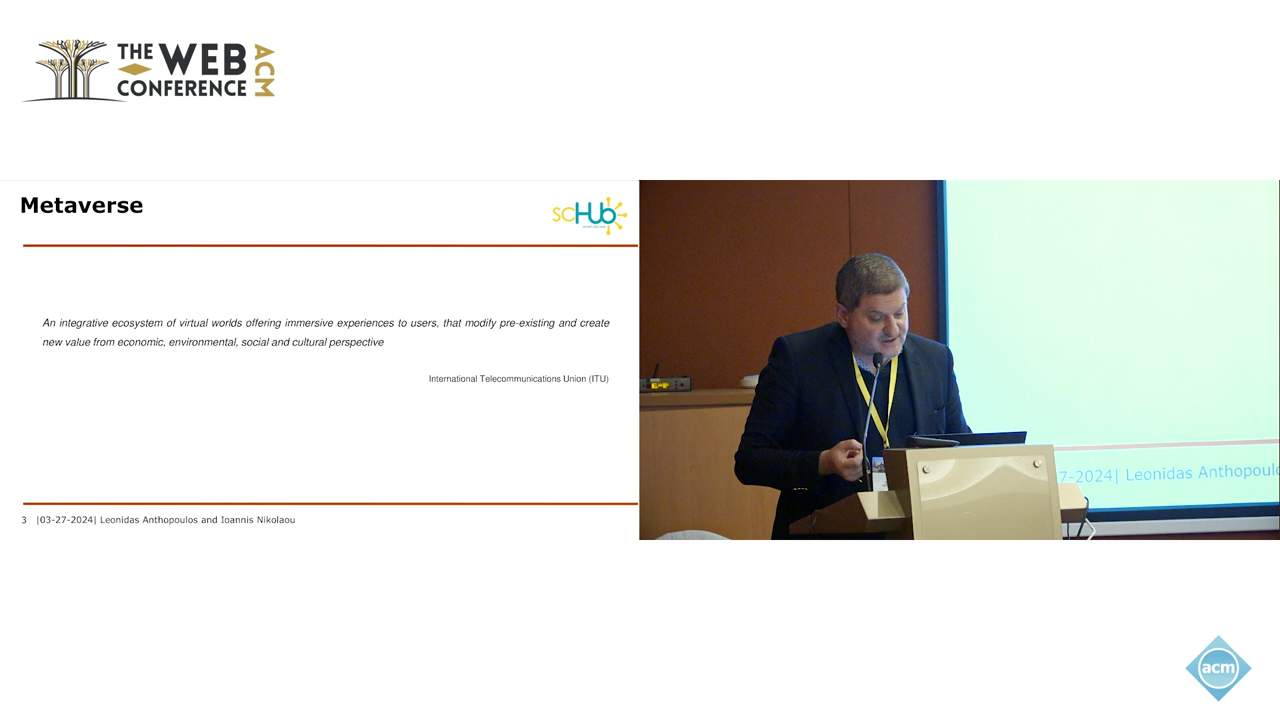 THE WEB
CONFERENCE
ACM
Metaverse
scHUb
An integrative ecosystem of virtual worlds offering immersive experiences to users, that modify pre-existing and create
new value from economic, environmental, social and cultural perspective
International Telecommunications Union (ITU)
3 |03-27-2024| Leonidas Anthopoulos and Ioannis Nikolaou
7-2024| Leonidas Anthopoulo
acm